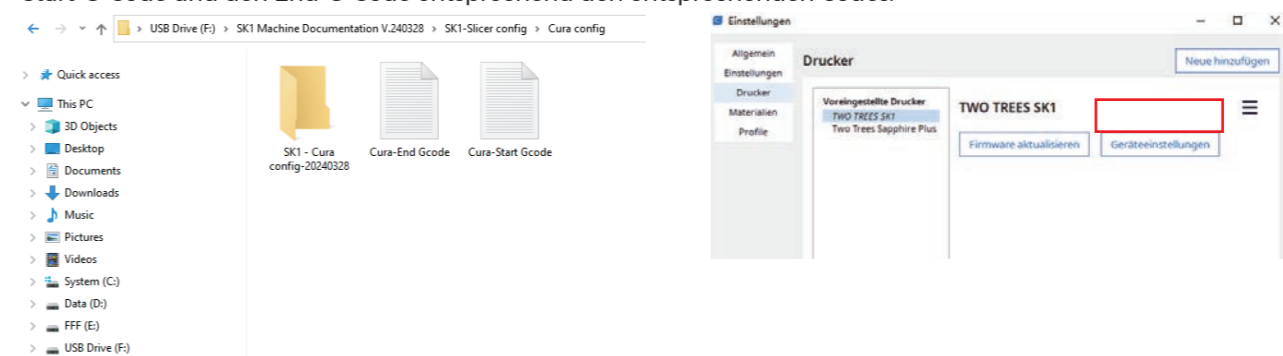 Start-G-Code und den End-G-Code entsprechend den entsprechenden Codes.
USB Drive (F:) > SK1 Machine Documentation V.240328 > SK1-Slicer config > Cura config
Quick access
This PC
3D Objects
Desktop
Documents
Downloads
Music
Pictures
Videos
System (C:)
Data (D:)
FFF (E:)
USB Drive (F:)
SK1 - Cura
config-20240328
Cura-End Gcode
Cura-Start Gcode
Einstellungen
Allgemein
Einstellungen
Drucker
Materialien
Profile
Drucker
Neue hinzufügen
Voreingestellte Drucker
TWO TREES SK1
Two Trees Sapphire Plus
TWO TREES SK1
Firmware aktualisieren
Geräteeinstellungen